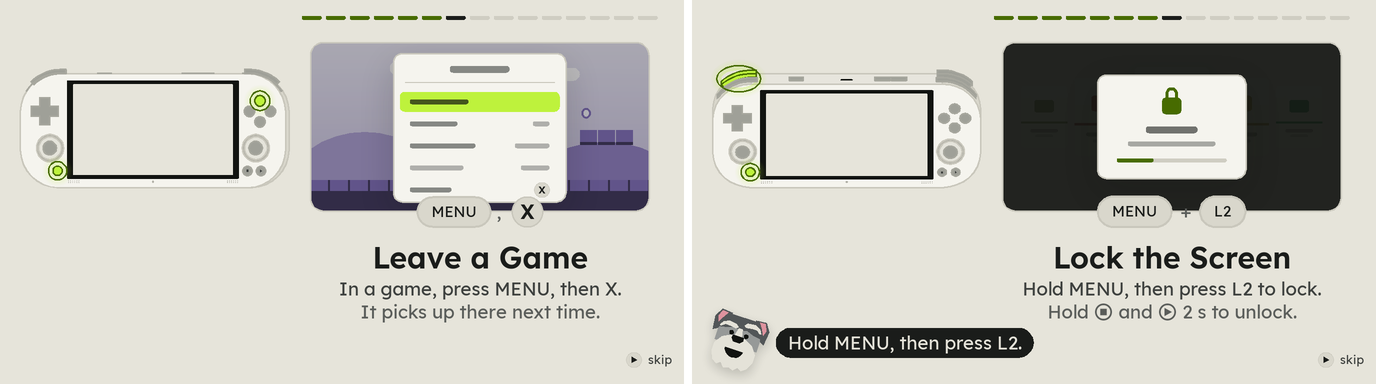 X
MENU , X
Leave a Game
In a game, press MENU, then X.
It picks up there next time.
skip
MENU + L2
Lock the Screen
Hold MENU, then press L2 to lock.
Hold and 2 s to unlock.
Hold MENU, then press L2.
skip